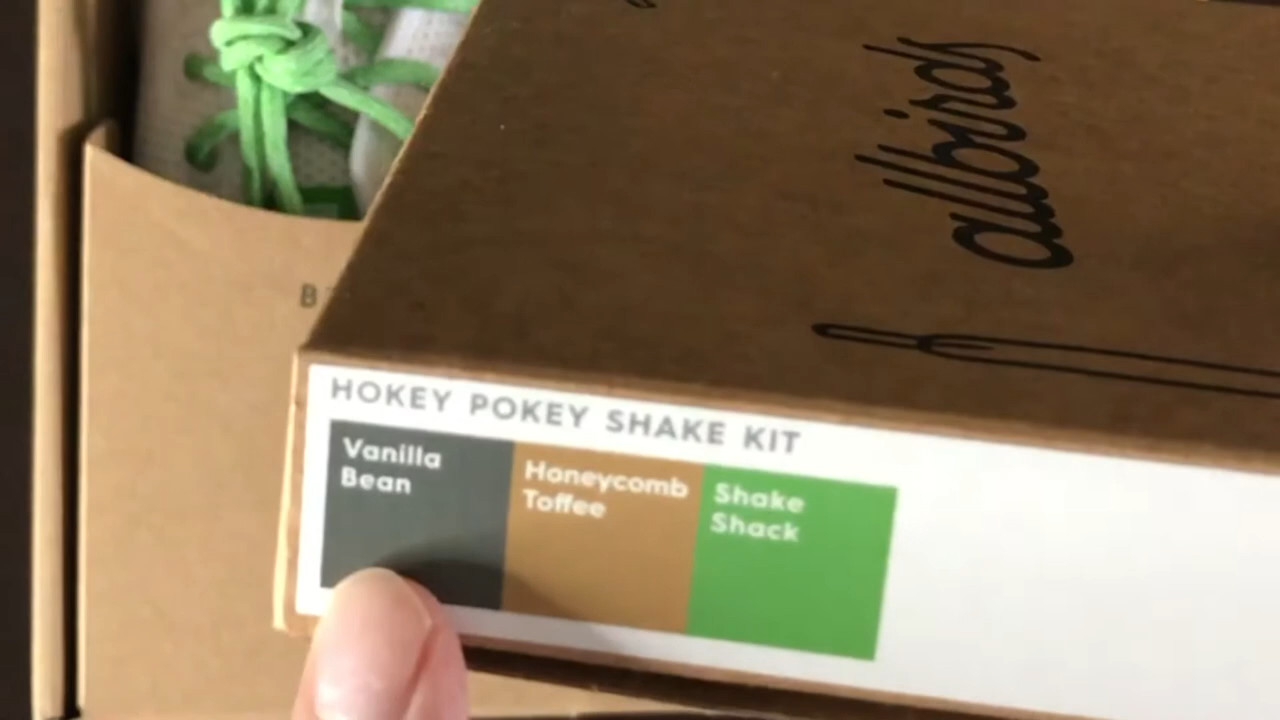 allbirds
HOKEY POKEY SHAKE KIT
Vanilla
Bean
Honeycomb
Toffee
Shake
Shack